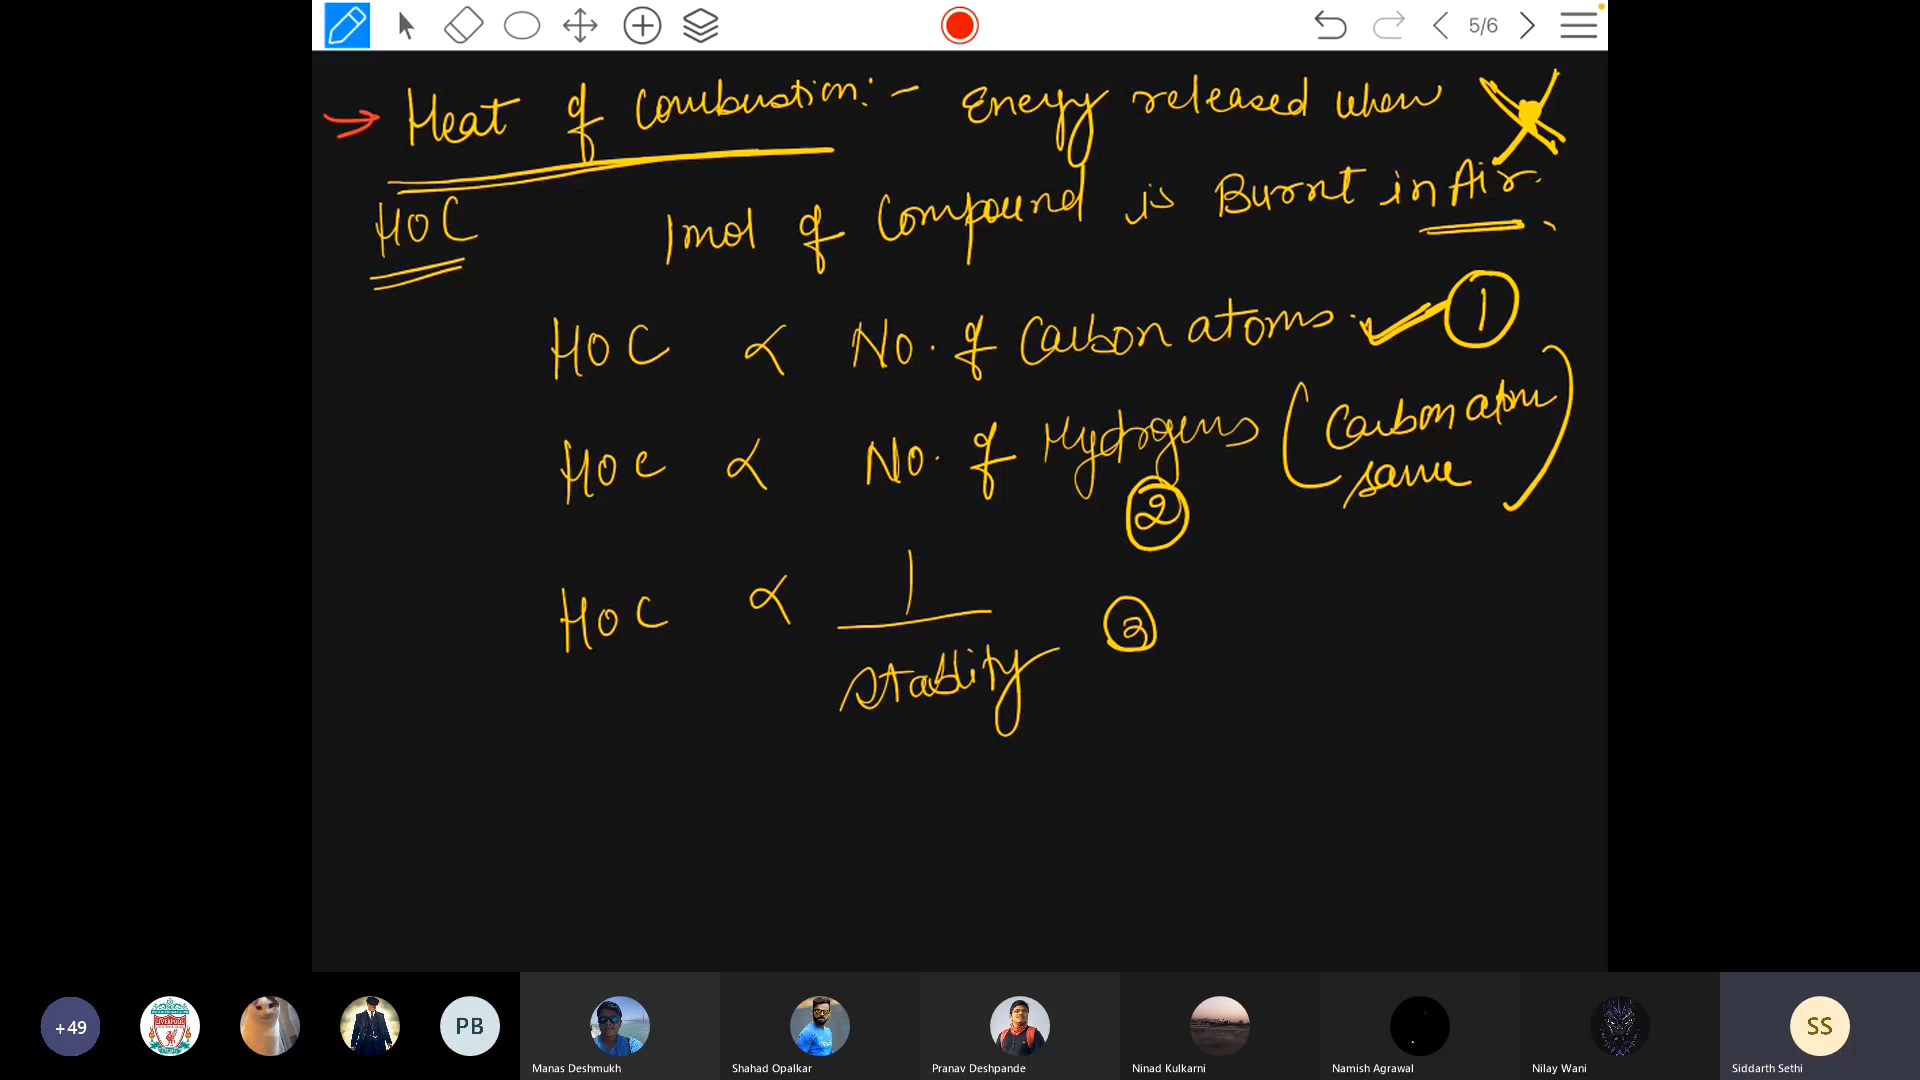 5/6
→ Heat of Combustion :- Energy released when
HOC 1mol of Compound is Burnt in Air.
HOC ∝ No. of Carbon atoms. ✓ ①
HOC ∝ No. of Hydrogens (Carbon atom same)
②
HOC ∝ 1/stablity ③
+49
LIVERPOOL
PB
SS
Manas Deshmukh
Shahad Opalkar
Pranav Deshpande
Ninad Kulkarni
Namish Agrawal
Nilay Wani
Siddarth Sethi